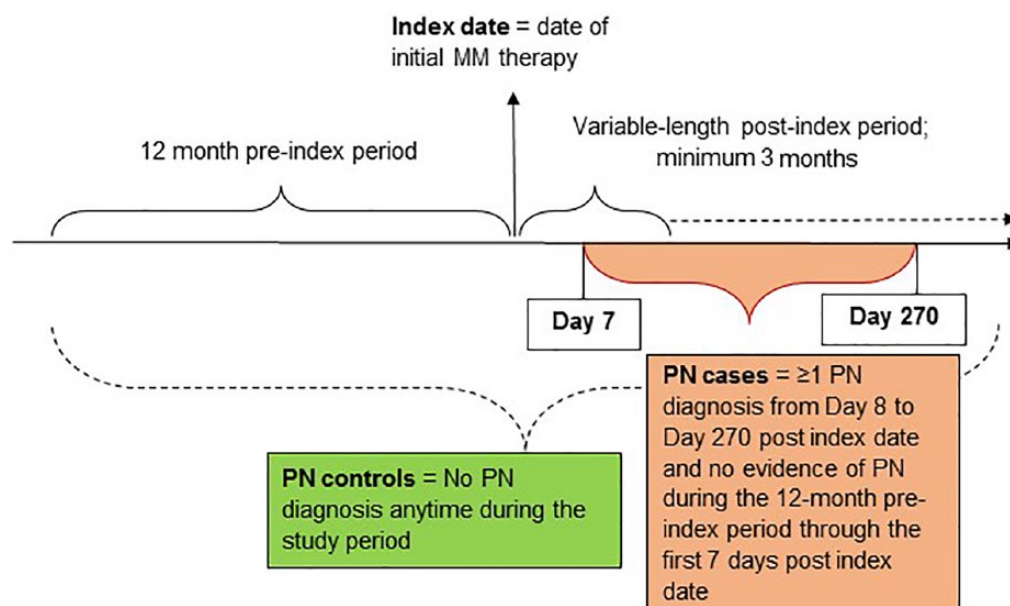 Index date = date of
initial MM therapy
12 month pre-index period
Variable-length post-index period;
minimum 3 months
Day 7
Day 270
PN controls = No PN
diagnosis anytime during the
study period
PN cases = ≥1 PN
diagnosis from Day 8 to
Day 270 post index date
and no evidence of PN
during the 12-month pre-
index period through the
first 7 days post index
date